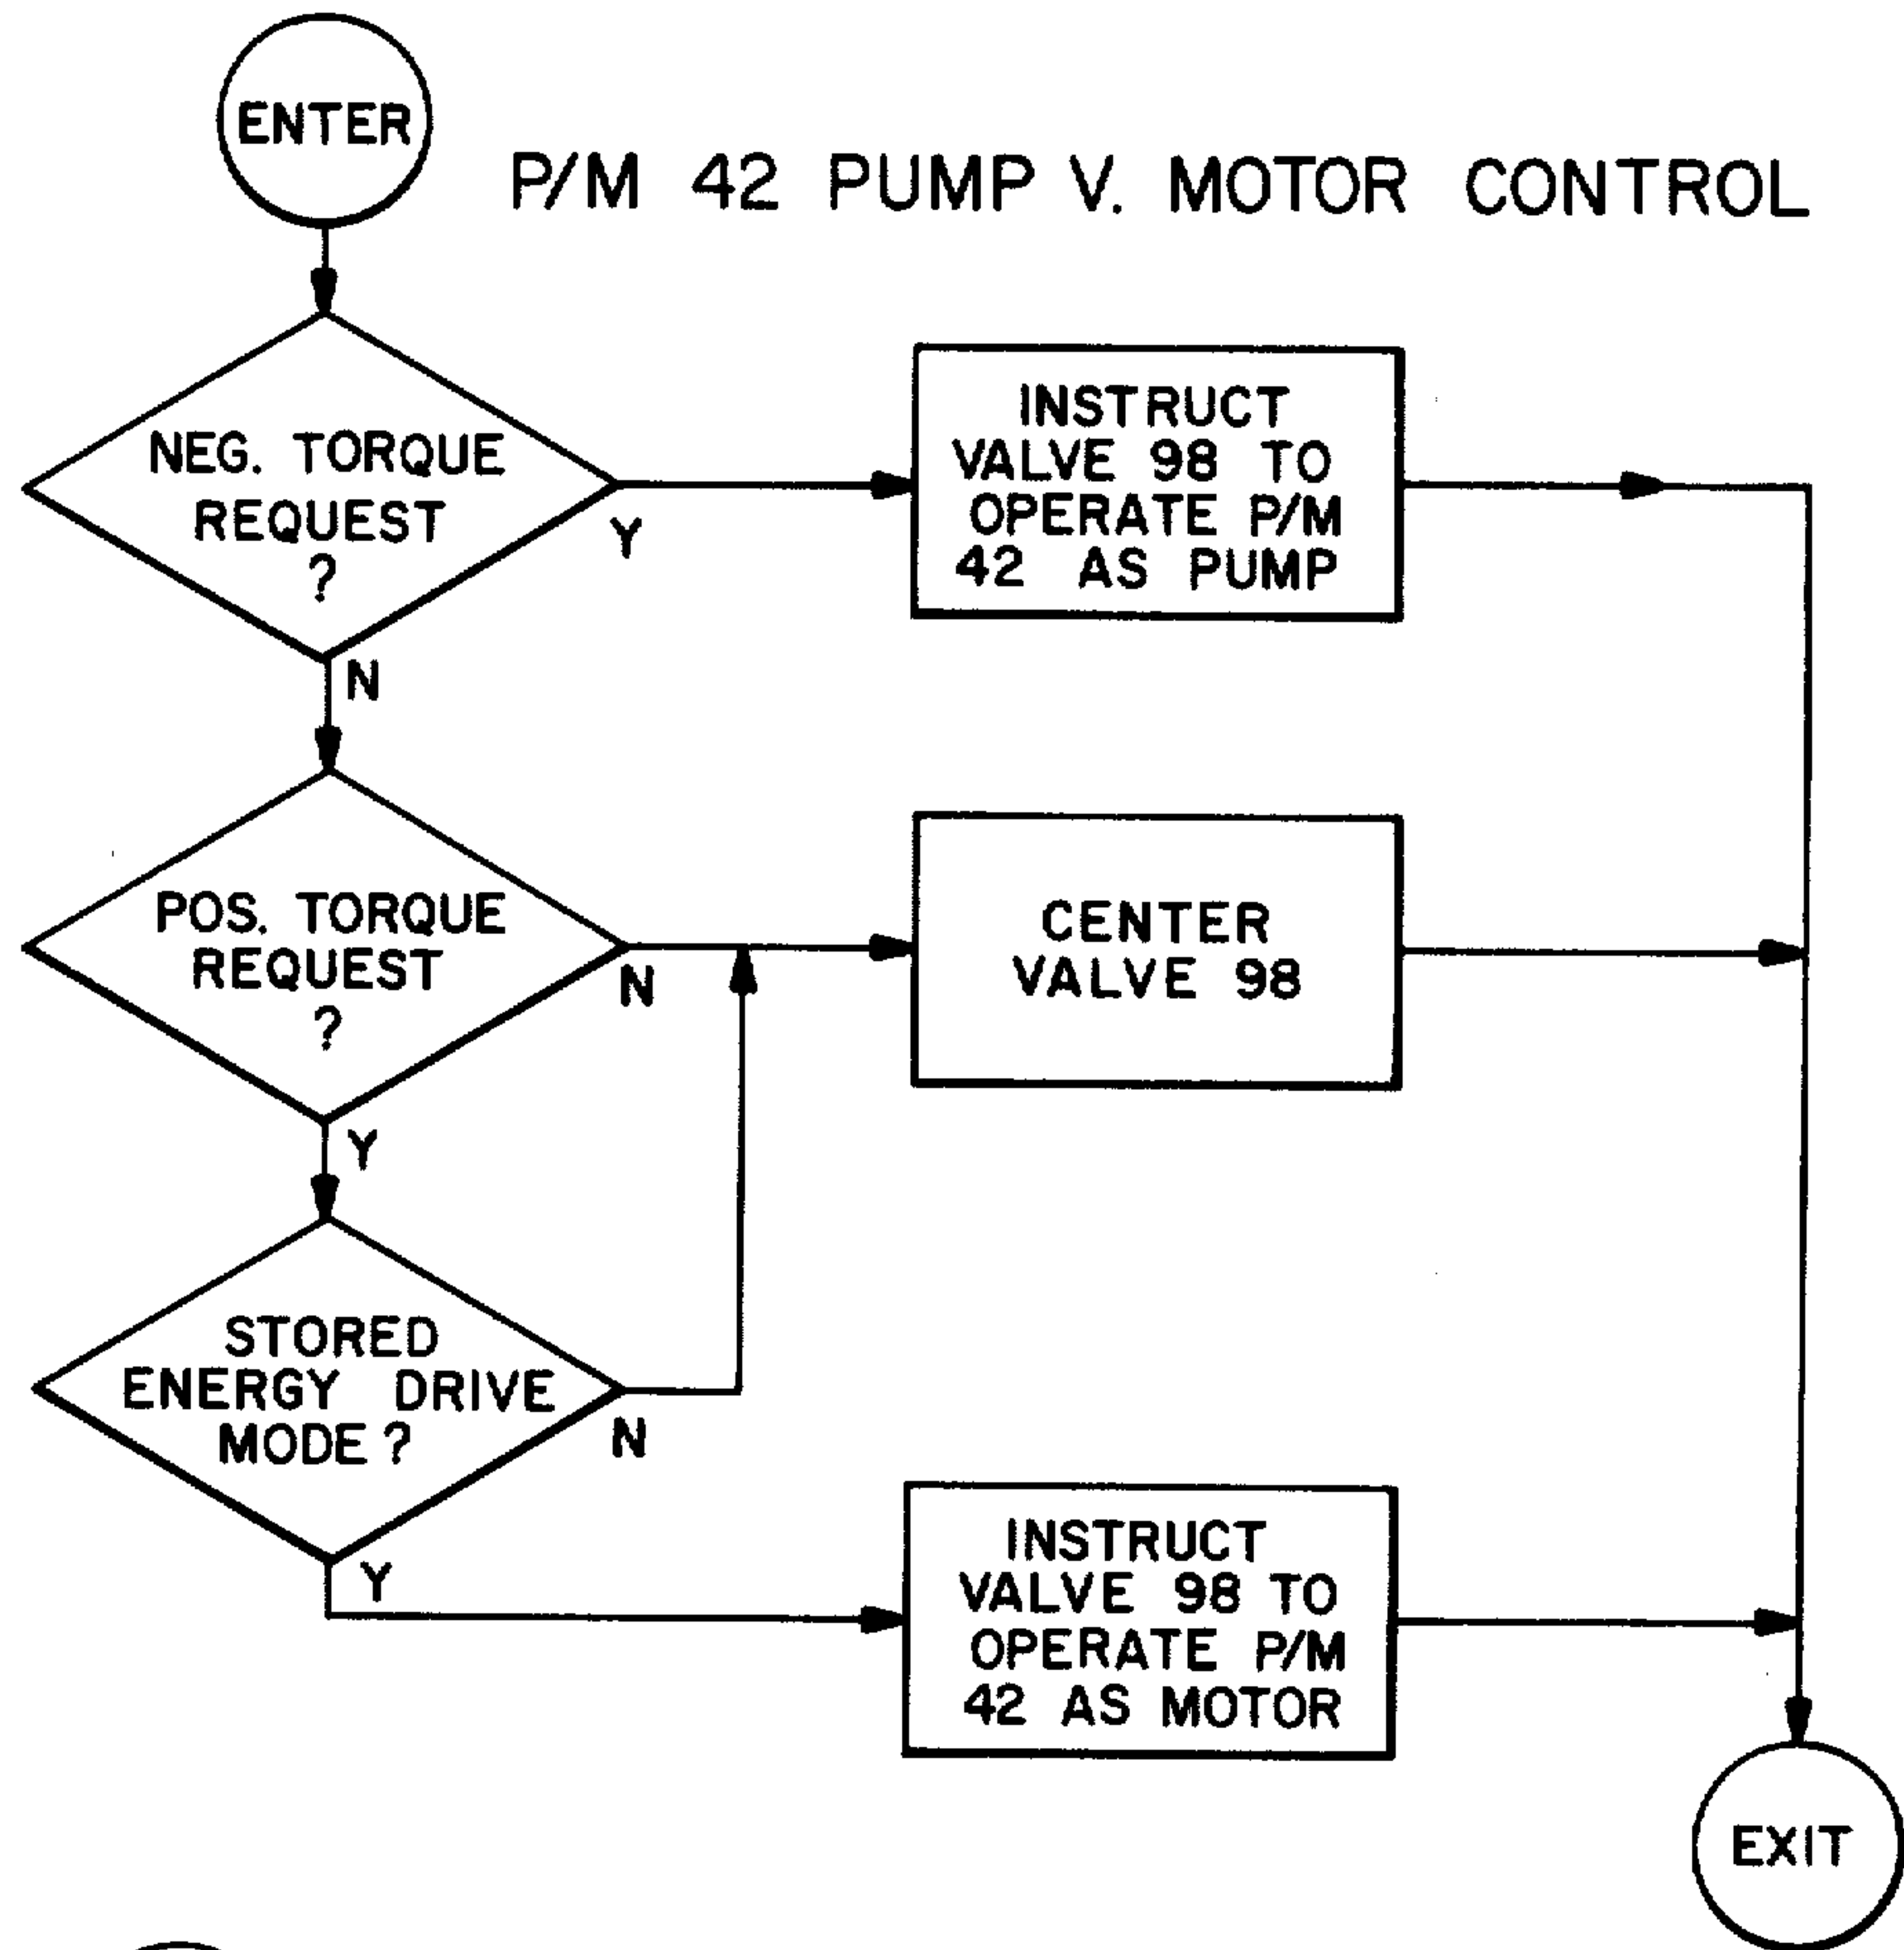 ENTER
P/M 42 PUMP V. MOTOR CONTROL
NEG. TORQUE
REQUEST
?
Y
N
INSTRUCT
VALVE 98 TO
OPERATE P/M
42 AS PUMP
POS. TORQUE
REQUEST
?
N
Y
CENTER
VALVE 98
STORED
ENERGY DRIVE
MODE ?
N
Y
INSTRUCT
VALVE 98 TO
OPERATE P/M
42 AS MOTOR
EXIT